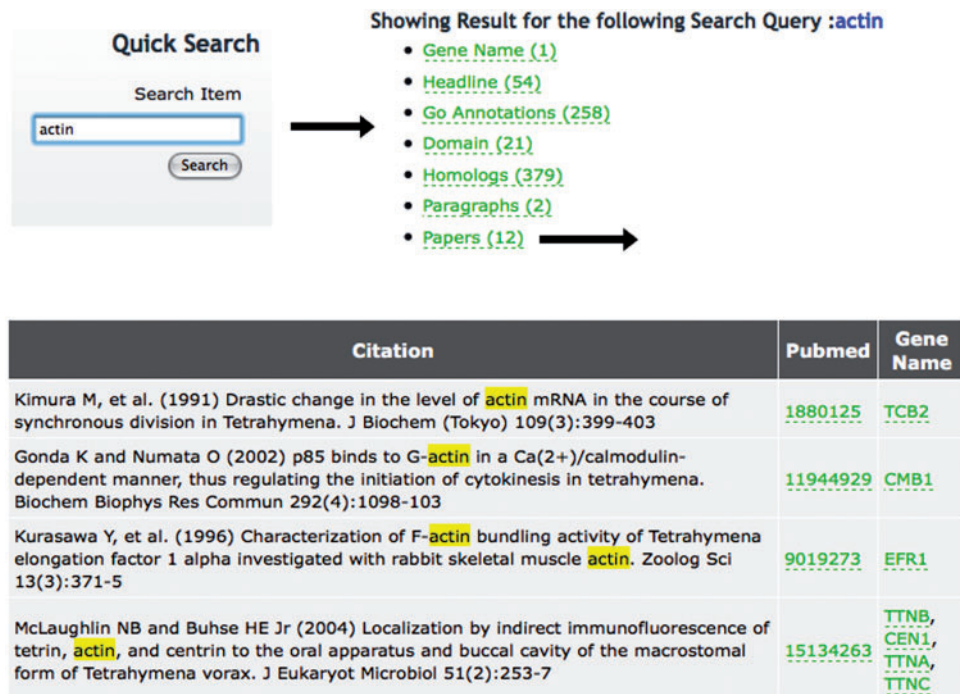 Quick Search
Search Item
actin
Search
Showing Result for the following Search Query :actin
Gene Name (1)
Headline (54)
Go Annotations (258)
Domain (21)
Homologs (379)
Paragraphs (2)
Papers (12)
Citation Pubmed Gene Name
Kimura M, et al. (1991) Drastic change in the level of actin mRNA in the course of
synchronous division in Tetrahymena. J Biochem (Tokyo) 109(3):399-403
1880125 TCB2
Gonda K and Numata O (2002) p85 binds to G-actin in a Ca(2+)/calmodulin-
dependent manner, thus regulating the initiation of cytokinesis in tetrahymena.
Biochem Biophys Res Commun 292(4):1098-103
11944929 CMB1
Kurasawa Y, et al. (1996) Characterization of F-actin bundling activity of Tetrahymena
elongation factor 1 alpha investigated with rabbit skeletal muscle actin. Zoolog Sci
13(3):371-5
9019273 EFR1
McLaughlin NB and Buhse HE Jr (2004) Localization by indirect immunofluorescence of
tetrin, actin, and centrin to the oral apparatus and buccal cavity of the macrostomal
form of Tetrahymena vorax. J Eukaryot Microbiol 51(2):253-7
15134263
TTNB,
CEN1,
TTNA,
TTNC